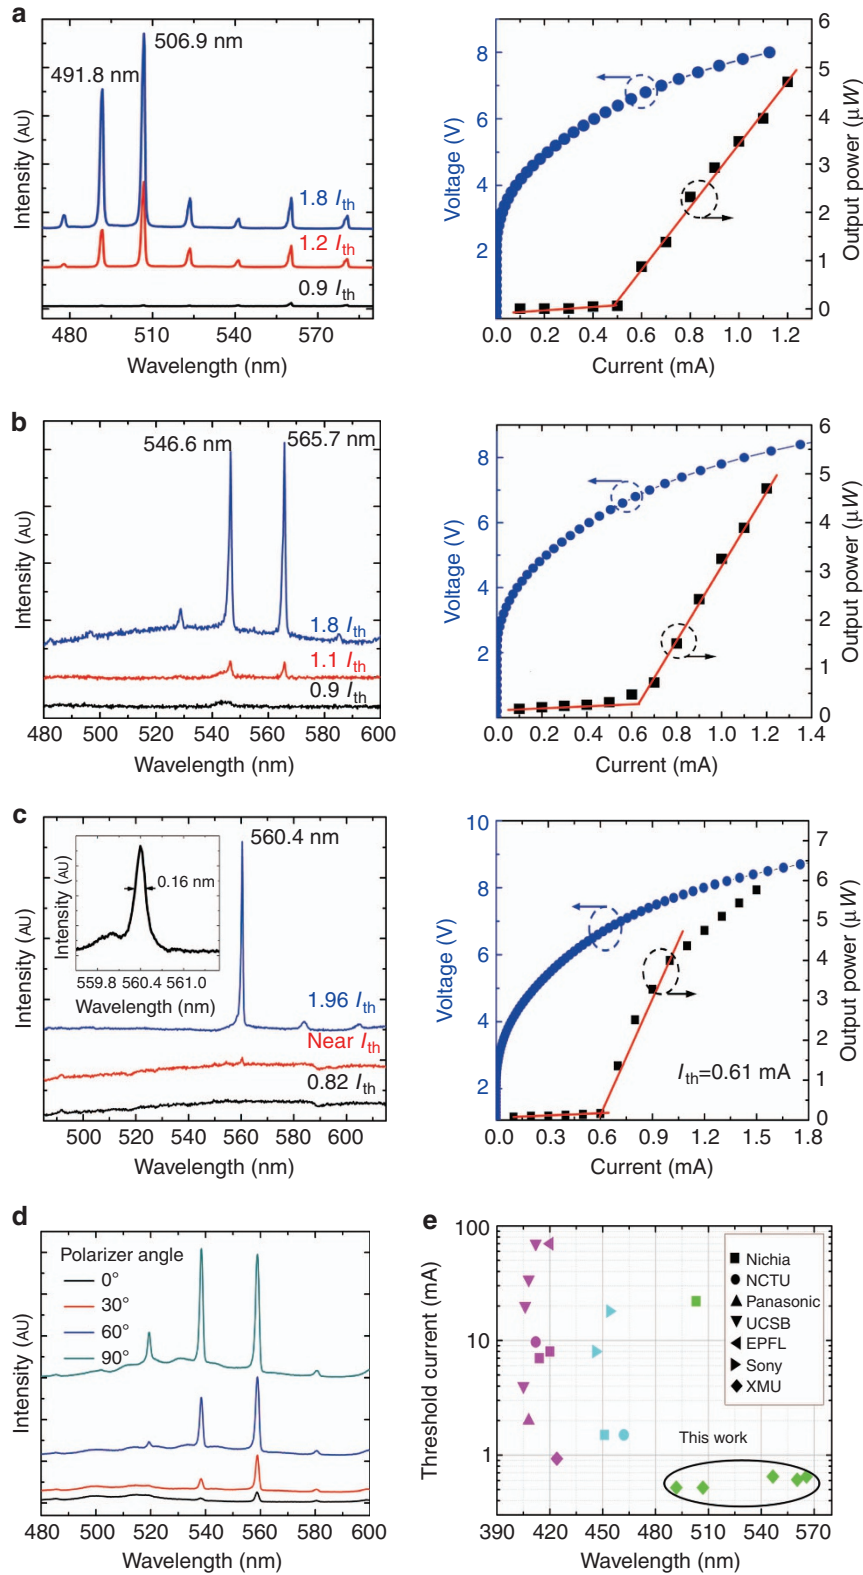 a
506.9 nm
491.8 nm
Intensity (AU)
1.8 Ith
1.2 Ith
0.9 Ith
480 510 540 570
Wavelength (nm)
8
6
4
2
Voltage (V)
6
5
4
3
2
1
0
Output power (μW)
0.0 0.2 0.4 0.6 0.8 1.0 1.2
Current (mA)
b
546.6 nm
565.7 nm
Intensity (AU)
1.8 Ith
1.1 Ith
0.9 Ith
480 500 520 540 560 580 600
Wavelength (nm)
8
6
4
2
Voltage (V)
6
5
4
3
2
1
0
Output power (μW)
0.0 0.2 0.4 0.6 0.8 1.0 1.2 1.4
Current (mA)
c
560.4 nm
Intensity (AU)
Intensity (AU)
0.16 nm
559.8 560.4 561.0
Wavelength (nm)
1.96 Ith
Near Ith
0.82 Ith
500 520 540 560 580 600
Wavelength (nm)
10
8
6
4
2
Voltage (V)
7
6
5
4
3
2
1
0
Output power (μW)
Ith=0.61 mA
0.0 0.3 0.6 0.9 1.2 1.5 1.8
Current (mA)
d
Polarizer angle
0°
30°
60°
90°
Intensity (AU)
480 500 520 540 560 580 600
Wavelength (nm)
e
100
10
1
Threshold current (mA)
Nichia
NCTU
Panasonic
UCSB
EPFL
Sony
XMU
This work
390 420 450 480 510 540 570
Wavelength (nm)